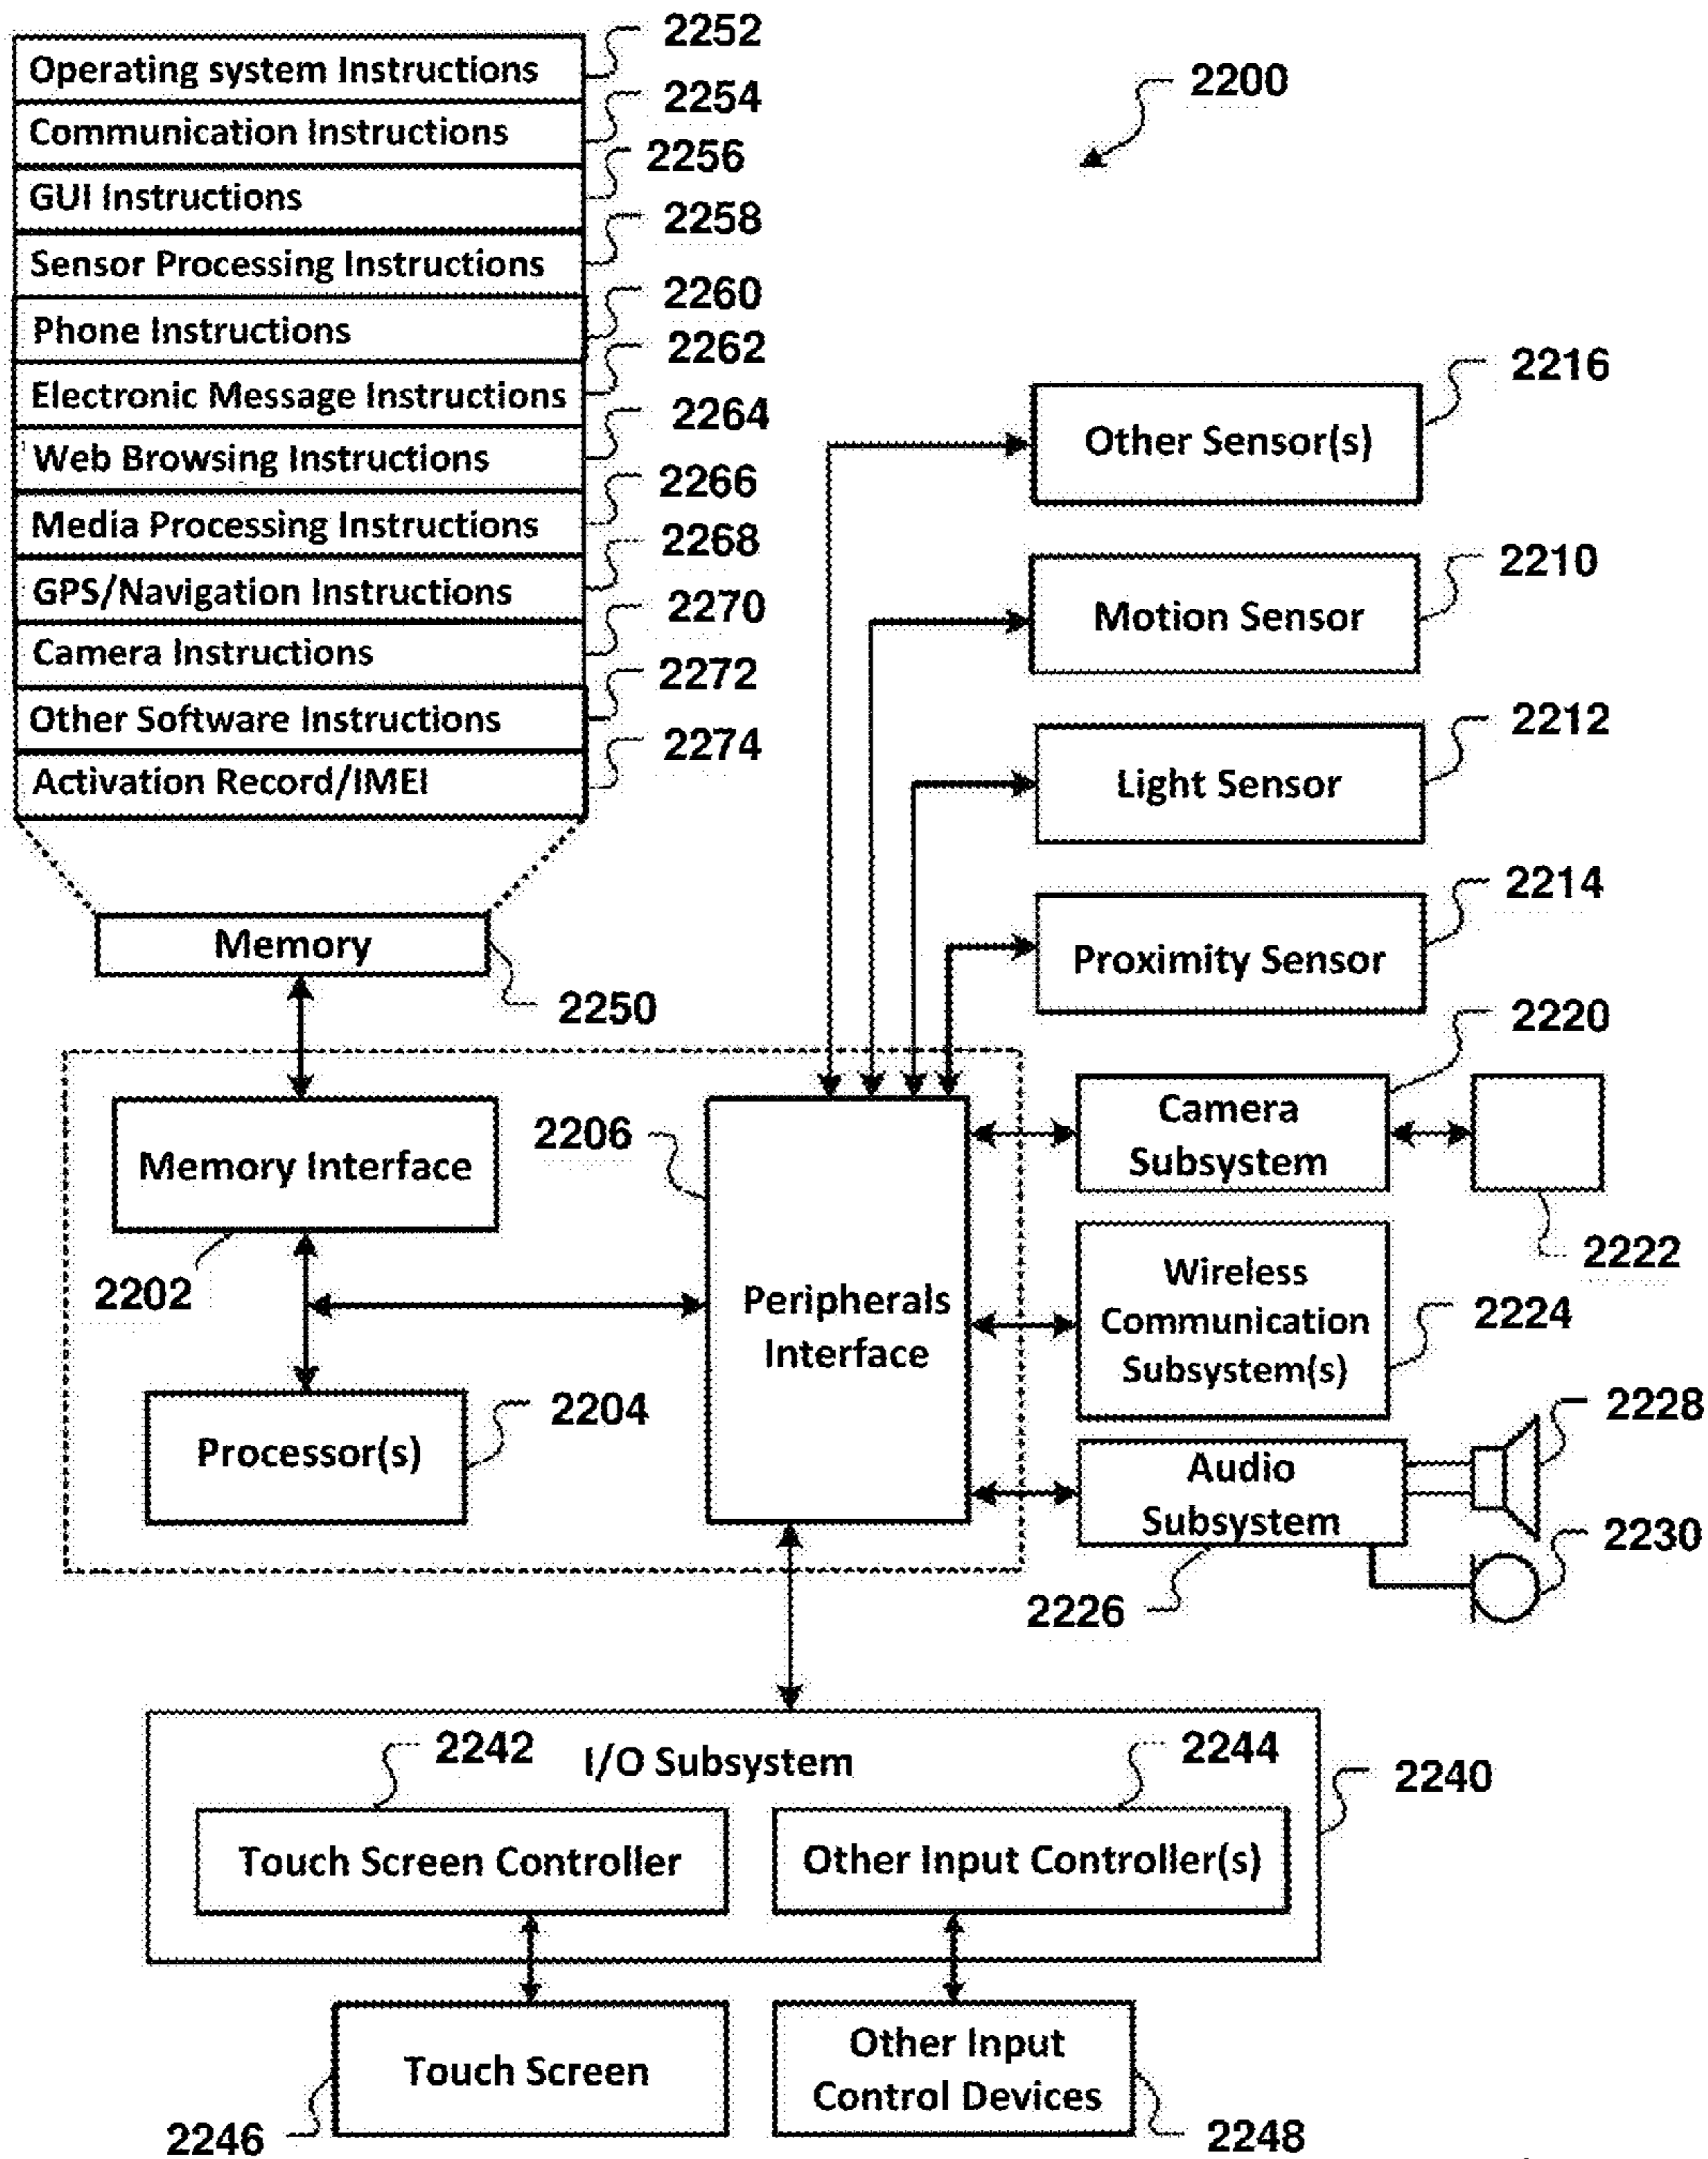 2252
Operating system Instructions
2254
Communication Instructions
2256
GUI Instructions
2258
Sensor Processing Instructions
2260
Phone Instructions
2262
Electronic Message Instructions
2264
Web Browsing Instructions
2266
Media Processing Instructions
2268
GPS/Navigation Instructions
2270
Camera Instructions
2272
Other Software Instructions
2274
Activation Record/IMEI
Memory
2250
2200
2216
Other Sensor(s)
2210
Motion Sensor
2212
Light Sensor
2214
Proximity Sensor
2220
Camera
Subsystem
2222
Memory Interface
2202
2206
Peripherals
Interface
Wireless
Communication
Subsystem(s)
2224
Processor(s)
2204
2228
Audio
Subsystem
2230
2226
2242
I/O Subsystem
2244
2240
Touch Screen Controller
Other Input Controller(s)
Touch Screen
2246
Other Input
Control Devices
2248